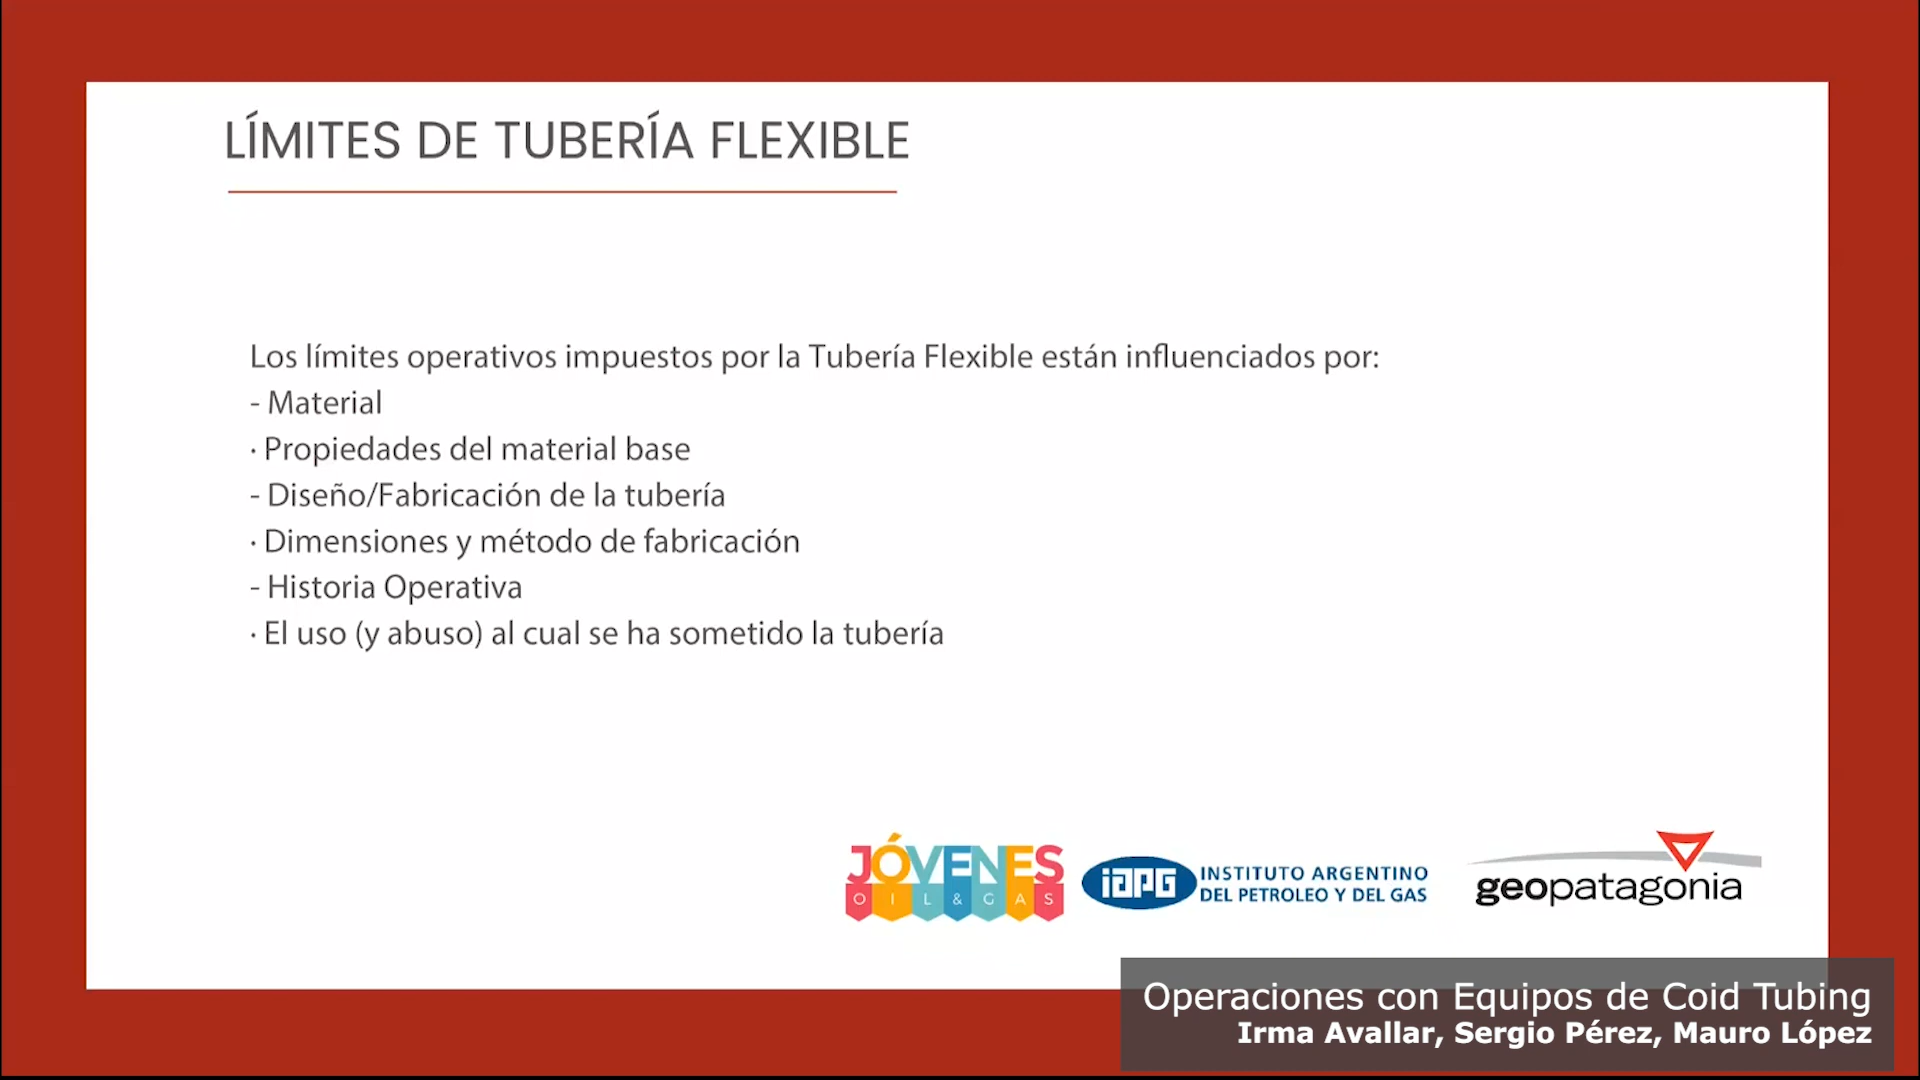 LÍMITES DE TUBERÍA FLEXIBLE
Los límites operativos impuestos por la Tubería Flexible están influenciados por:
- Material
· Propiedades del material base
- Diseño/Fabricación de la tubería
· Dimensiones y método de fabricación
- Historia Operativa
· El uso (y abuso) al cual se ha sometido la tubería
JÓVENES
OIL & GAS
iapg
INSTITUTO ARGENTINO
DEL PETROLEO Y DEL GAS
geopatagonia
Operaciones con Equipos de Coid Tubing
Irma Avallar, Sergio Pérez, Mauro López